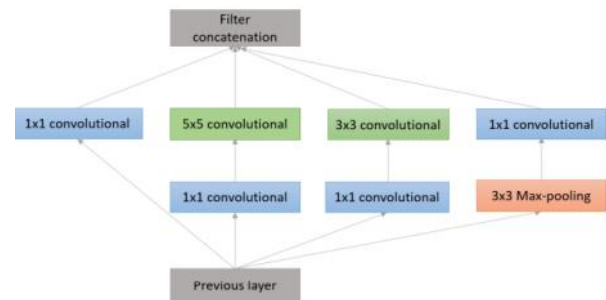 Filter
concatenation
1x1 convolutional
5x5 convolutional
3x3 convolutional
1x1 convolutional
1x1 convolutional
1x1 convolutional
3x3 Max-pooling
Previous layer